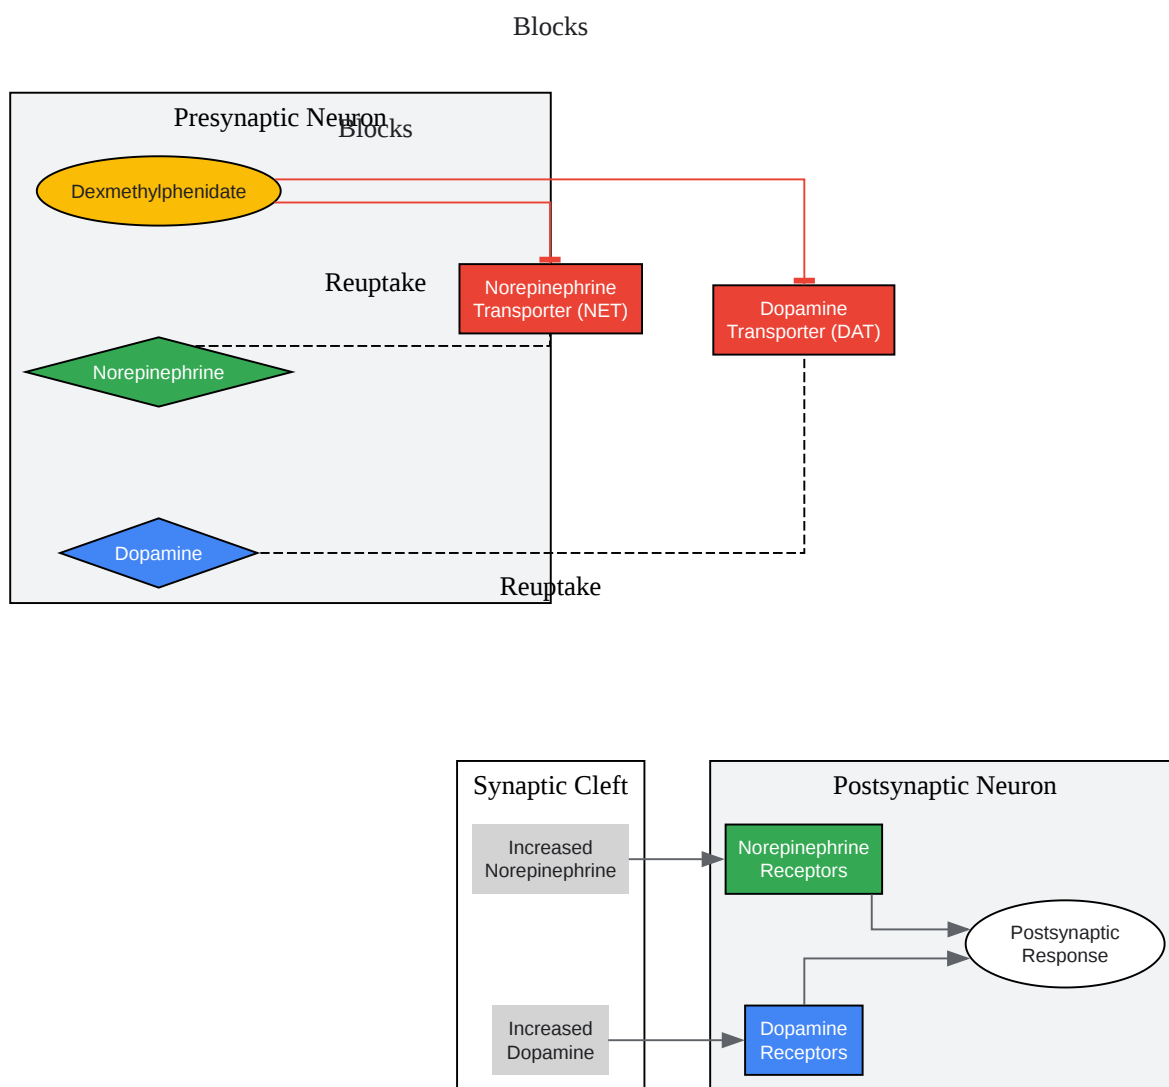 Blocks
Presynaptic Neuron
Blocks
Dexmethylphenidate
Reuptake
Norepinephrine
Transporter (NET)
Dopamine
Transporter (DAT)
Norepinephrine
Dopamine
Reuptake
Synaptic Cleft
Postsynaptic Neuron
Increased
Norepinephrine
Norepinephrine
Receptors
Postsynaptic
Response
Increased
Dopamine
Dopamine
Receptors